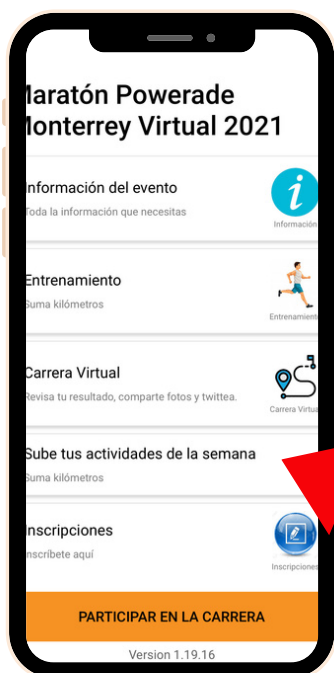 Maratón Powerade
Monterrey Virtual 2021
Información del evento
Toda la información que necesitas
Información
Entrenamiento
Suma kilómetros
Entrenamiento
Carrera Virtual
Revisa tu resultado, comparte fotos y twittea.
Carrera Virtual
Sube tus actividades de la semana
Suma kilómetros
Inscripciones
Inscríbete aquí
Inscripciones
PARTICIPAR EN LA CARRERA
Version 1.19.16